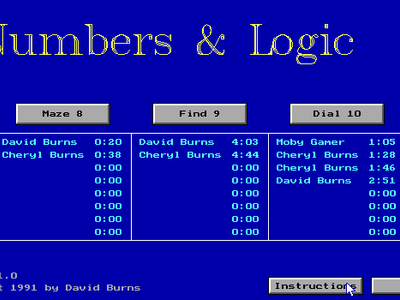 Numbers & Logic
Maze 8 Find 9 Dial 10
David Burns 0:20 David Burns 4:03 Moby Gamer 1:05
Cheryl Burns 0:38 Cheryl Burns 4:44 Cheryl Burns 1:28
0:00 0:00 Cheryl Burns 1:46
0:00 0:00 David Burns 2:51
0:00 0:00 0:00
0:00 0:00 0:00
0:00 0:00 0:00
0:00 0:00 0:00
1.0
t 1991 by David Burns
Instructions